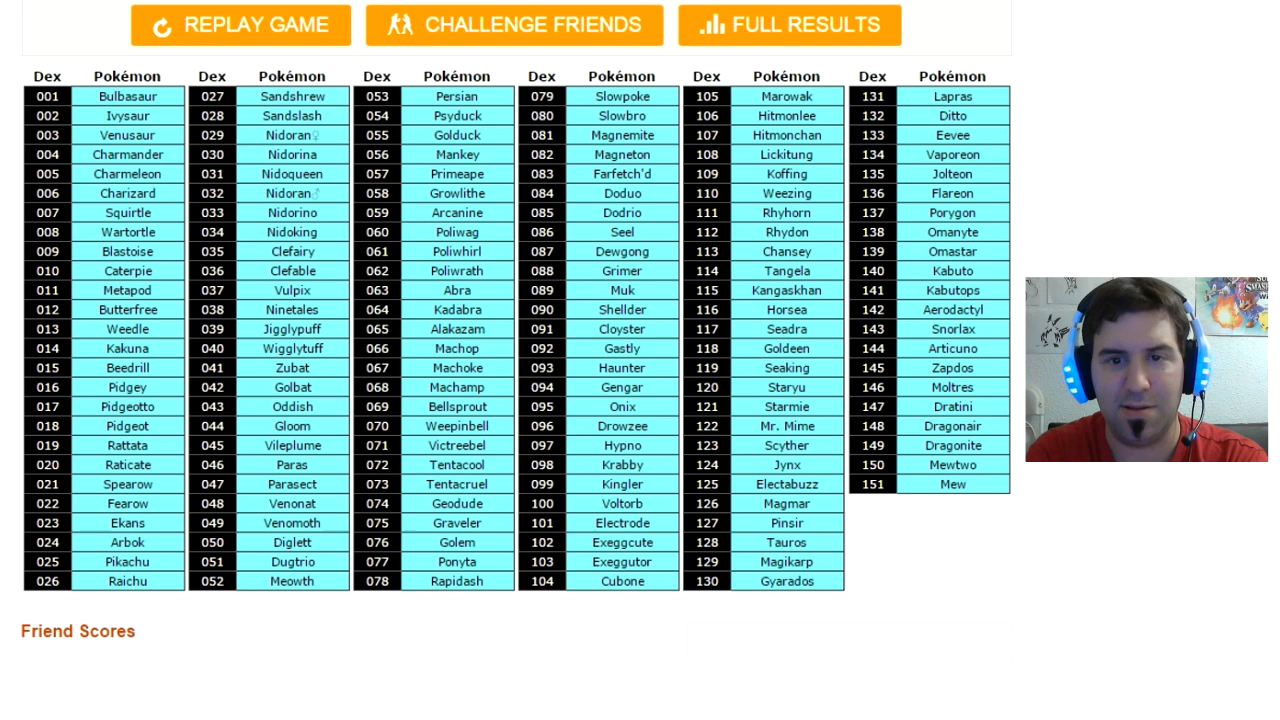 REPLAY GAME CHALLENGE FRIENDS FULL RESULTS
Dex Pokémon Dex Pokémon Dex Pokémon Dex Pokémon Dex Pokémon Dex Pokémon
001 Bulbasaur 027 Sandshrew 053 Persian 079 Slowpoke 105 Marowak 131 Lapras
002 Ivysaur 028 Sandslash 054 Psyduck 080 Slowbro 106 Hitmonlee 132 Ditto
003 Venusaur 029 Nidoran♀ 055 Golduck 081 Magnemite 107 Hitmonchan 133 Eevee
004 Charmander 030 Nidorina 056 Mankey 082 Magneton 108 Lickitung 134 Vaporeon
005 Charmeleon 031 Nidoqueen 057 Primeape 083 Farfetch'd 109 Koffing 135 Jolteon
006 Charizard 032 Nidoran♂ 058 Growlithe 084 Doduo 110 Weezing 136 Flareon
007 Squirtle 033 Nidorino 059 Arcanine 085 Dodrio 111 Rhyhorn 137 Porygon
008 Wartortle 034 Nidoking 060 Poliwag 086 Seel 112 Rhydon 138 Omanyte
009 Blastoise 035 Clefairy 061 Poliwhirl 087 Dewgong 113 Chansey 139 Omastar
010 Caterpie 036 Clefable 062 Poliwrath 088 Grimer 114 Tangela 140 Kabuto
011 Metapod 037 Vulpix 063 Abra 089 Muk 115 Kangaskhan 141 Kabutops
012 Butterfree 038 Ninetales 064 Kadabra 090 Shellder 116 Horsea 142 Aerodactyl
013 Weedle 039 Jigglypuff 065 Alakazam 091 Cloyster 117 Seadra 143 Snorlax
014 Kakuna 040 Wigglytuff 066 Machop 092 Gastly 118 Goldeen 144 Articuno
015 Beedrill 041 Zubat 067 Machoke 093 Haunter 119 Seaking 145 Zapdos
016 Pidgey 042 Golbat 068 Machamp 094 Gengar 120 Staryu 146 Moltres
017 Pidgeotto 043 Oddish 069 Bellsprout 095 Onix 121 Starmie 147 Dratini
018 Pidgeot 044 Gloom 070 Weepinbell 096 Drowzee 122 Mr. Mime 148 Dragonair
019 Rattata 045 Vileplume 071 Victreebel 097 Hypno 123 Scyther 149 Dragonite
020 Raticate 046 Paras 072 Tentacool 098 Krabby 124 Jynx 150 Mewtwo
021 Spearow 047 Parasect 073 Tentacruel 099 Kingler 125 Electabuzz 151 Mew
022 Fearow 048 Venonat 074 Geodude 100 Voltorb 126 Magmar
023 Ekans 049 Venomoth 075 Graveler 101 Electrode 127 Pinsir
024 Arbok 050 Diglett 076 Golem 102 Exeggcute 128 Tauros
025 Pikachu 051 Dugtrio 077 Ponyta 103 Exeggutor 129 Magikarp
026 Raichu 052 Meowth 078 Rapidash 104 Cubone 130 Gyarados
Friend Scores